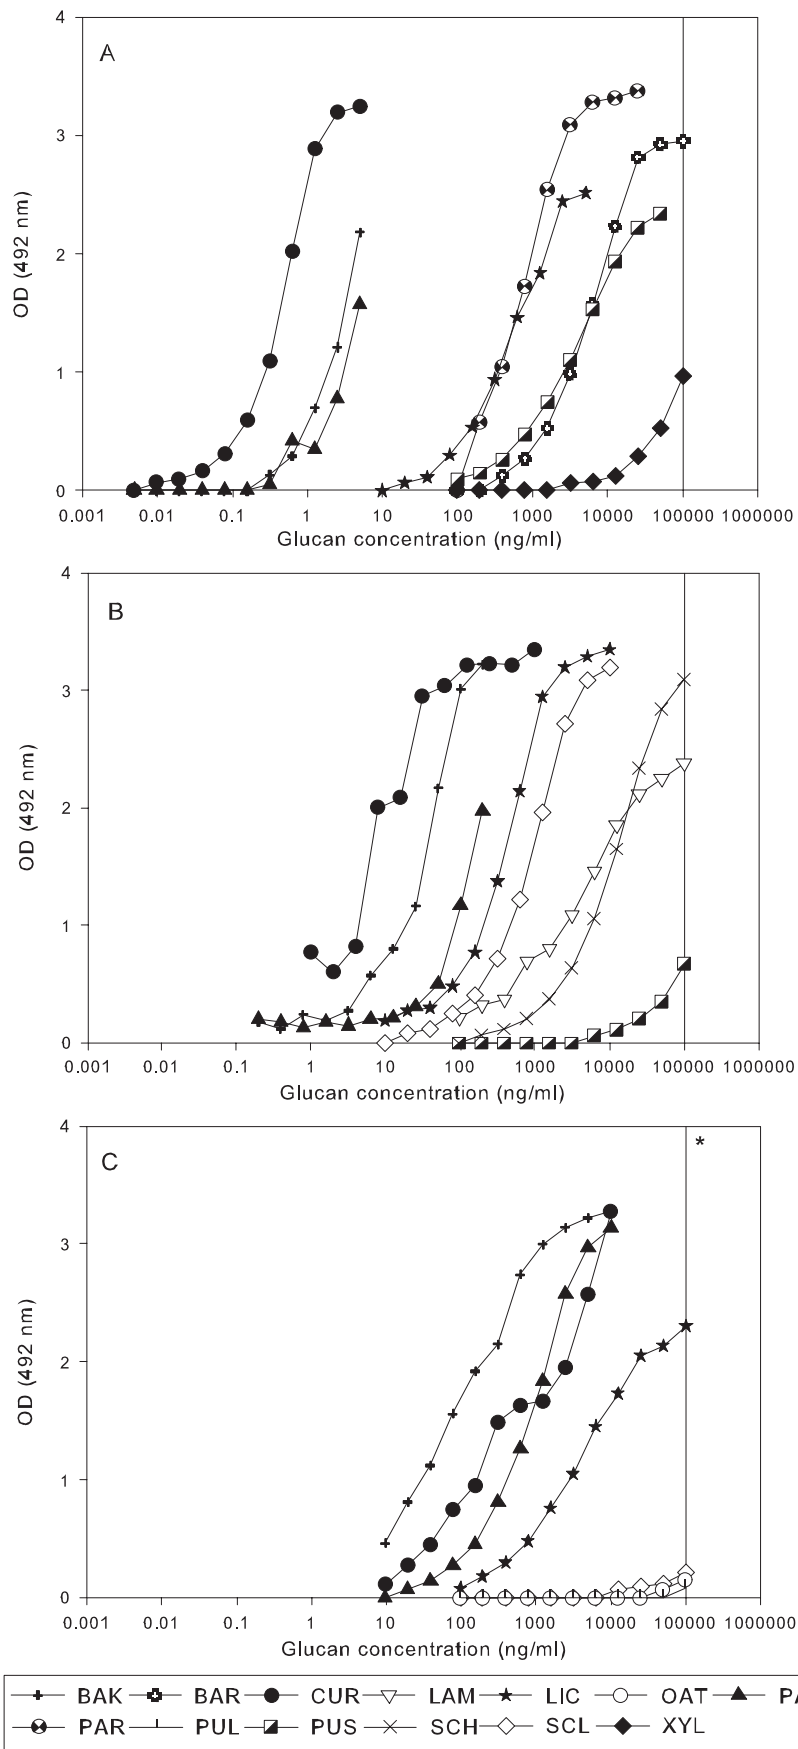 4
A
3
OD (492 nm)
2
1
0
0.001 0.01 0.1 1 10 100 1000 10000 100000 1000000
Glucan concentration (ng/ml)
4
B
3
OD (492 nm)
2
1
0
0.001 0.01 0.1 1 10 100 1000 10000 100000 1000000
Glucan concentration (ng/ml)
4
C *
3
OD (492 nm)
2
1
0
0.001 0.01 0.1 1 10 100 1000 10000 100000 1000000
Glucan concentration (ng/ml)
BAK BAR CUR LAM LIC OAT
PAR PUL PUS SCH SCL XYL